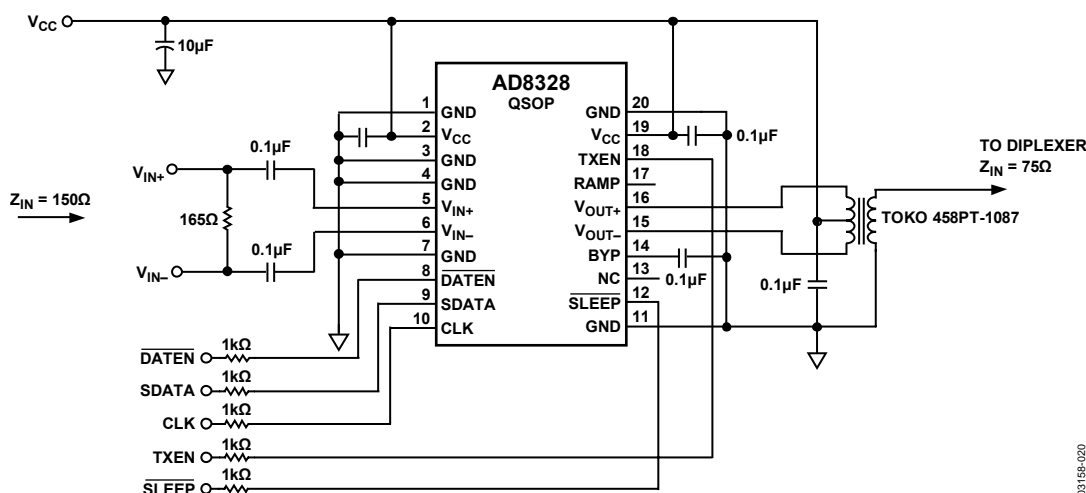 VCC
10µF
AD8328
QSOP
1 GND
2 VCC
3 GND
4 GND
5 VIN+
6 VIN–
7 GND
8 DATEN
9 SDATA
10 CLK
GND 20
VCC 19
TXEN 18
RAMP 17
VOUT+ 16
VOUT– 15
BYP 14
NC 13
SLEEP 12
GND 11
0.1µF
0.1µF
0.1µF
TO DIPLEXER
ZIN = 75Ω
TOKO 458PT-1087
ZIN = 150Ω
VIN+
0.1µF
165Ω
0.1µF
VIN–
DATEN 1kΩ
SDATA 1kΩ
CLK 1kΩ
TXEN 1kΩ
SLEEP 1kΩ
03158-020